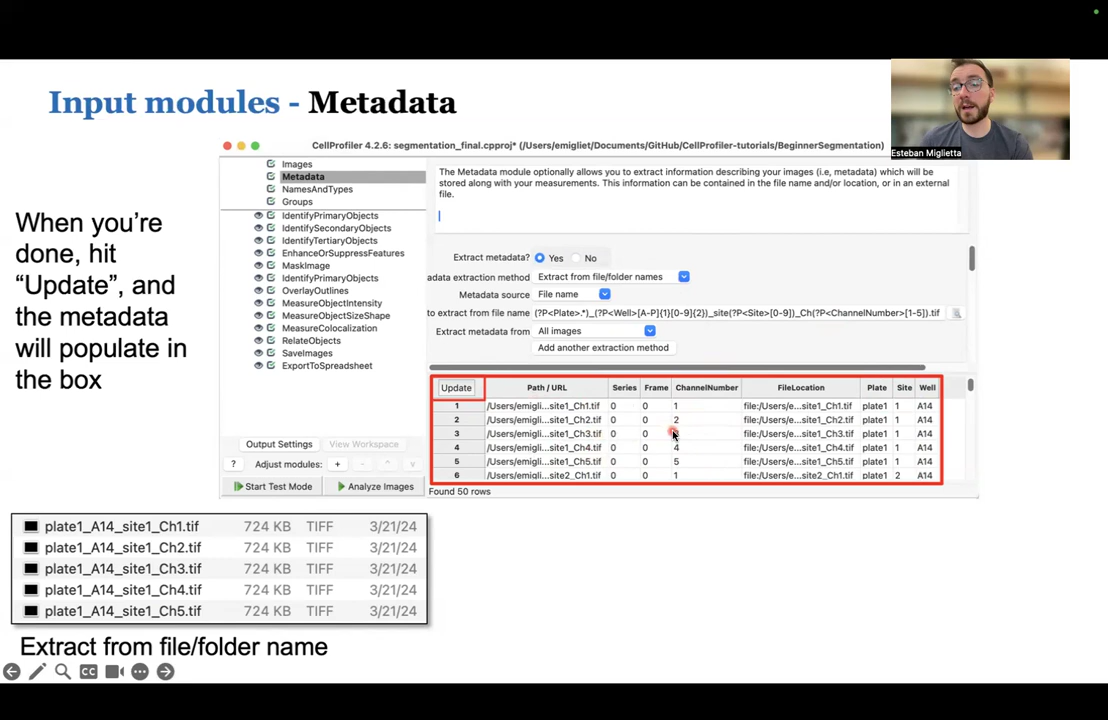 Input modules - Metadata
Esteban Miglietta
When you're
done, hit
“Update”, and
the metadata
will populate in
the box
CellProfiler 4.2.6: segmentation_final.cpproj* (/Users/emigliet/Documents/GitHub/CellProfiler-tutorials/BeginnerSegmentation)
Images
Metadata
NamesAndTypes
Groups
IdentifyPrimaryObjects
IdentifySecondaryObjects
IdentifyTertiaryObjects
EnhanceOrSuppressFeatures
MaskImage
IdentifyPrimaryObjects
OverlayOutlines
MeasureObjectIntensity
MeasureObjectSizeShape
MeasureColocalization
RelateObjects
SaveImages
ExportToSpreadsheet
Output Settings View Workspace
? Adjust modules: + - ^ v
Start Test Mode Analyze Images
The Metadata module optionally allows you to extract information describing your images (i.e, metadata) which will be
stored along with your measurements. This information can be contained in the file name and/or location, or in an external
file.
Extract metadata? Yes No
adata extraction method Extract from file/folder names
Metadata source File name
to extract from file name (?P<Plate>.*)_(?P<Well>[A-P]{1}[0-9]{2})_site(?P<Site>[0-9])_Ch(?P<ChannelNumber>[1-5]).tif
Extract metadata from All images
Add another extraction method
Update Path / URL Series Frame ChannelNumber FileLocation Plate Site Well
1 /Users/emigli...site1_Ch1.tif 0 0 1 file:/Users/e...site1_Ch1.tif plate1 1 A14
2 /Users/emigli...site1_Ch2.tif 0 0 2 file:/Users/e...site1_Ch2.tif plate1 1 A14
3 /Users/emigli...site1_Ch3.tif 0 0 file:/Users/e...site1_Ch3.tif plate1 1 A14
4 /Users/emigli...site1_Ch4.tif 0 0 4 file:/Users/e...site1_Ch4.tif plate1 1 A14
5 /Users/emigli...site1_Ch5.tif 0 0 5 file:/Users/e...site1_Ch5.tif plate1 1 A14
6 /Users/emigli...site2_Ch1.tif 0 0 1 file:/Users/e...site2_Ch1.tif plate1 2 A14
Found 50 rows
plate1_A14_site1_Ch1.tif 724 KB TIFF 3/21/24
plate1_A14_site1_Ch2.tif 724 KB TIFF 3/21/24
plate1_A14_site1_Ch3.tif 724 KB TIFF 3/21/24
plate1_A14_site1_Ch4.tif 724 KB TIFF 3/21/24
plate1_A14_site1_Ch5.tif 724 KB TIFF 3/21/24
Extract from file/folder name
CC